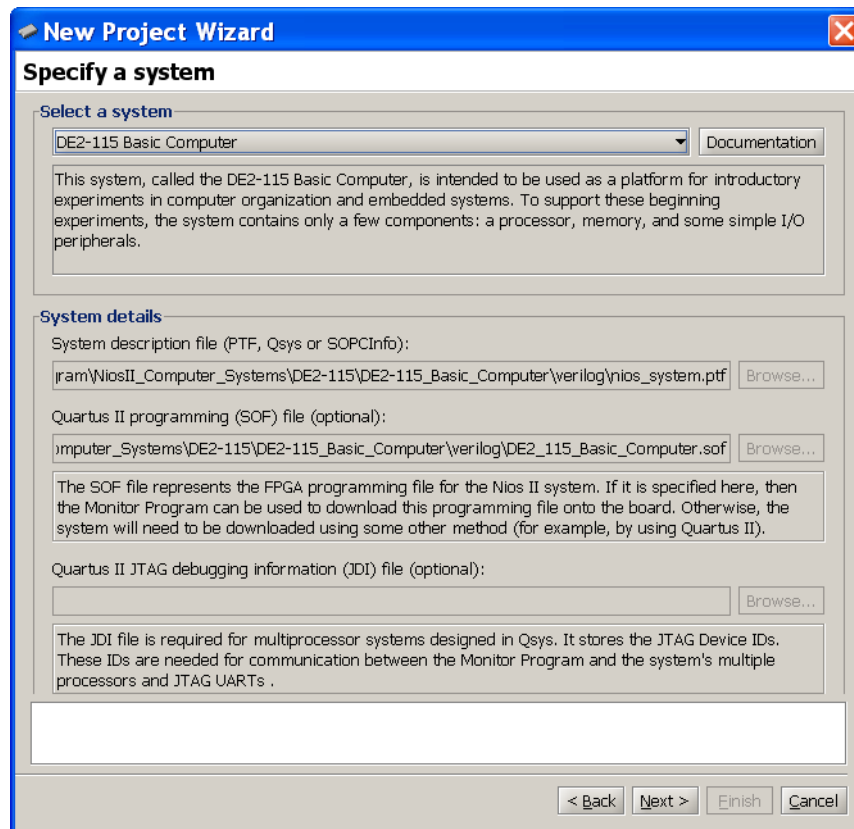 New Project Wizard
Specify a system
Select a system
DE2-115 Basic Computer
Documentation
This system, called the DE2-115 Basic Computer, is intended to be used as a platform for introductory
experiments in computer organization and embedded systems. To support these beginning
experiments, the system contains only a few components: a processor, memory, and some simple I/O
peripherals.
System details
System description file (PTF, Qsys or SOPCInfo):
ram\NiosII_Computer_Systems\DE2-115\DE2-115_Basic_Computer\verilog\nios_system.ptf
Browse...
Quartus II programming (SOF) file (optional):
omputer_Systems\DE2-115\DE2-115_Basic_Computer\verilog\DE2_115_Basic_Computer.sof
Browse...
The SOF file represents the FPGA programming file for the Nios II system. If it is specified here, then
the Monitor Program can be used to download this programming file onto the board. Otherwise, the
system will need to be downloaded using some other method (for example, by using Quartus II).
Quartus II JTAG debugging information (JDI) file (optional):
Browse...
The JDI file is required for multiprocessor systems designed in Qsys. It stores the JTAG Device IDs.
These IDs are needed for communication between the Monitor Program and the system's multiple
processors and JTAG UARTs .
< Back
Next >
Finish
Cancel